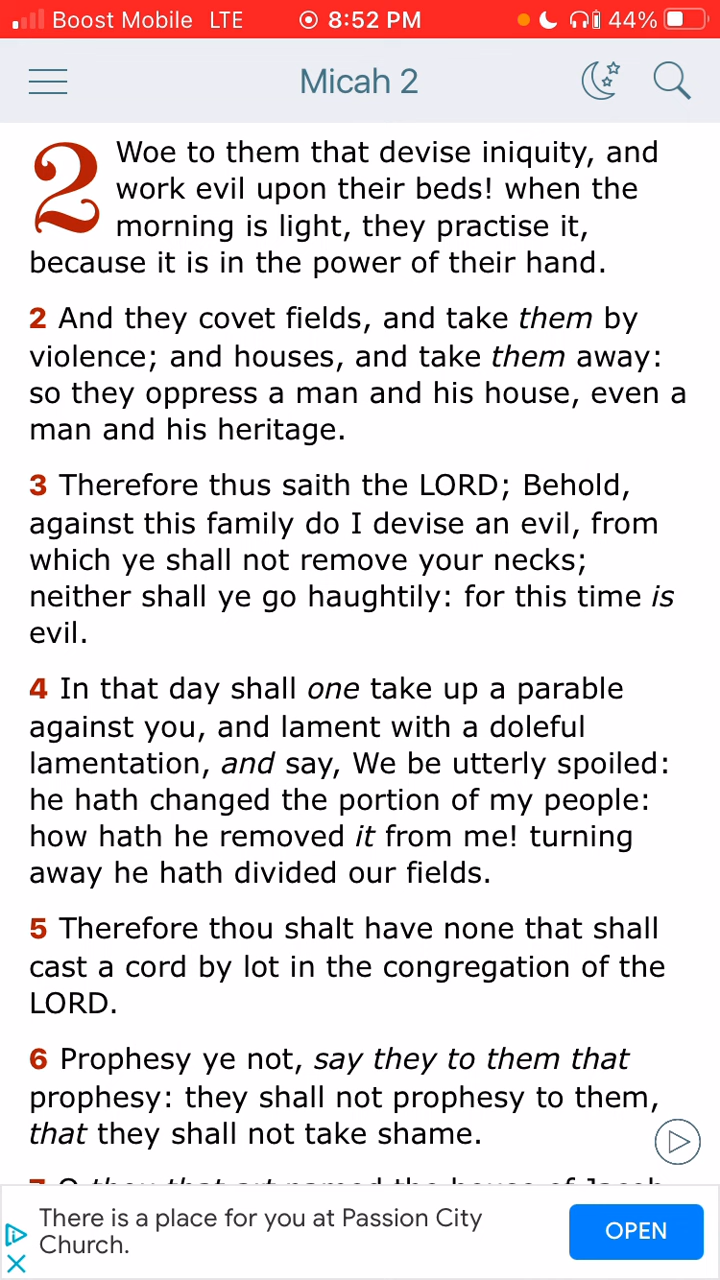 Boost Mobile LTE 8:52 PM 44%
Micah 2
2 Woe to them that devise iniquity, and
work evil upon their beds! when the
morning is light, they practise it,
because it is in the power of their hand.
2 And they covet fields, and take them by
violence; and houses, and take them away:
so they oppress a man and his house, even a
man and his heritage.
3 Therefore thus saith the LORD; Behold,
against this family do I devise an evil, from
which ye shall not remove your necks;
neither shall ye go haughtily: for this time is
evil.
4 In that day shall one take up a parable
against you, and lament with a doleful
lamentation, and say, We be utterly spoiled:
he hath changed the portion of my people:
how hath he removed it from me! turning
away he hath divided our fields.
5 Therefore thou shalt have none that shall
cast a cord by lot in the congregation of the
LORD.
6 Prophesy ye not, say they to them that
prophesy: they shall not prophesy to them,
that they shall not take shame.
7 O thou that art named the house of Jacob
There is a place for you at Passion City
Church.
OPEN